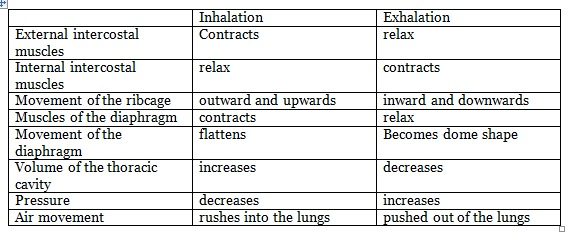 Inhalation Exhalation
External intercostal Contracts relax
muscles
Internal intercostal relax contracts
muscles
Movement of the ribcage outward and upwards inward and downwards
Muscles of the diaphragm contracts relax
Movement of the flattens Becomes dome shape
diaphragm
Volume of the thoracic increases decreases
cavity
Pressure decreases increases
Air movement rushes into the lungs pushed out of the lungs